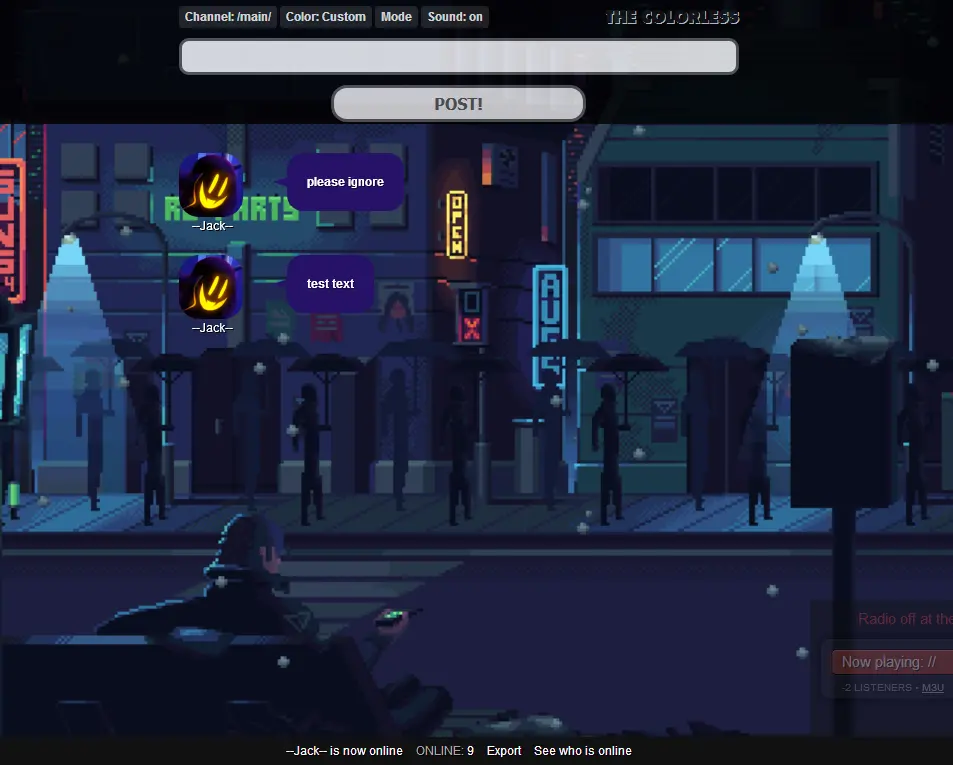 Channel: /main/ Color: Custom Mode Sound: on THE COLORLESS
POST!
please ignore
--Jack--
test text
--Jack--
OPEN
Radio off at the
Now playing: //
-2 LISTENERS - M3U
--Jack-- is now online ONLINE: 9 Export See who is online